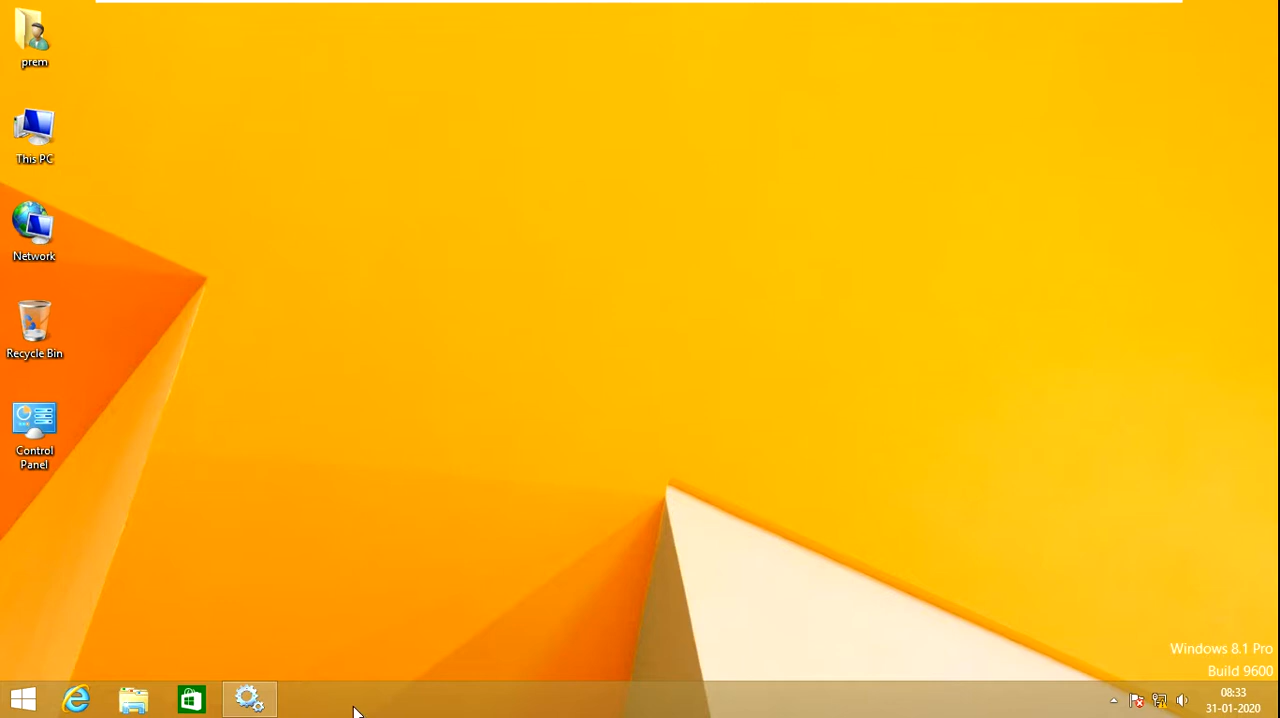 prem
This PC
Network
Recycle Bin
Control
Panel
Windows 8.1 Pro
Build 9600
08:33
31-01-2020